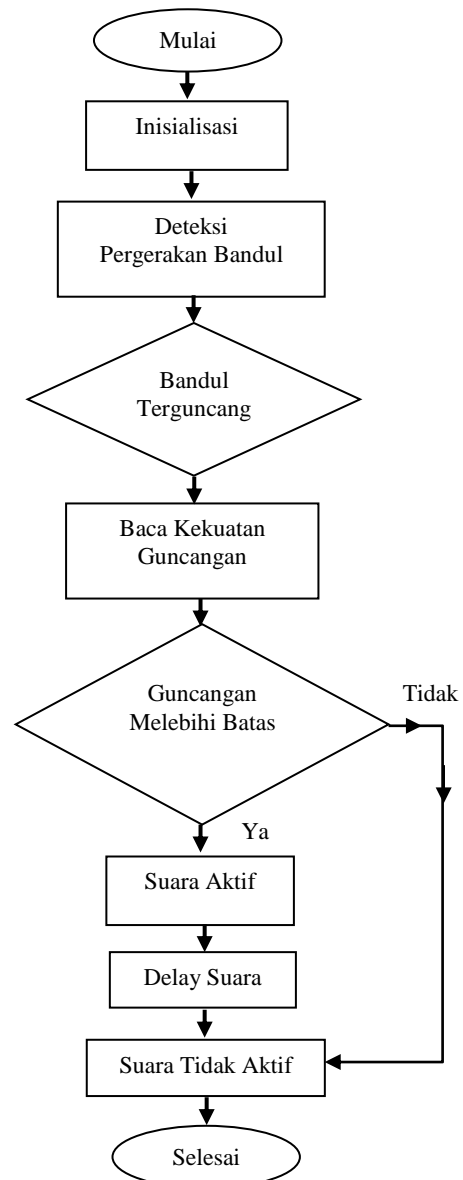 Mulai
Inisialisasi
Deteksi
Pergerakan Bandul
Bandul
Terguncang
Baca Kekuatan
Guncangan
Guncangan
Melebihi Batas
Tidak
Ya
Suara Aktif
Delay Suara
Suara Tidak Aktif
Selesai